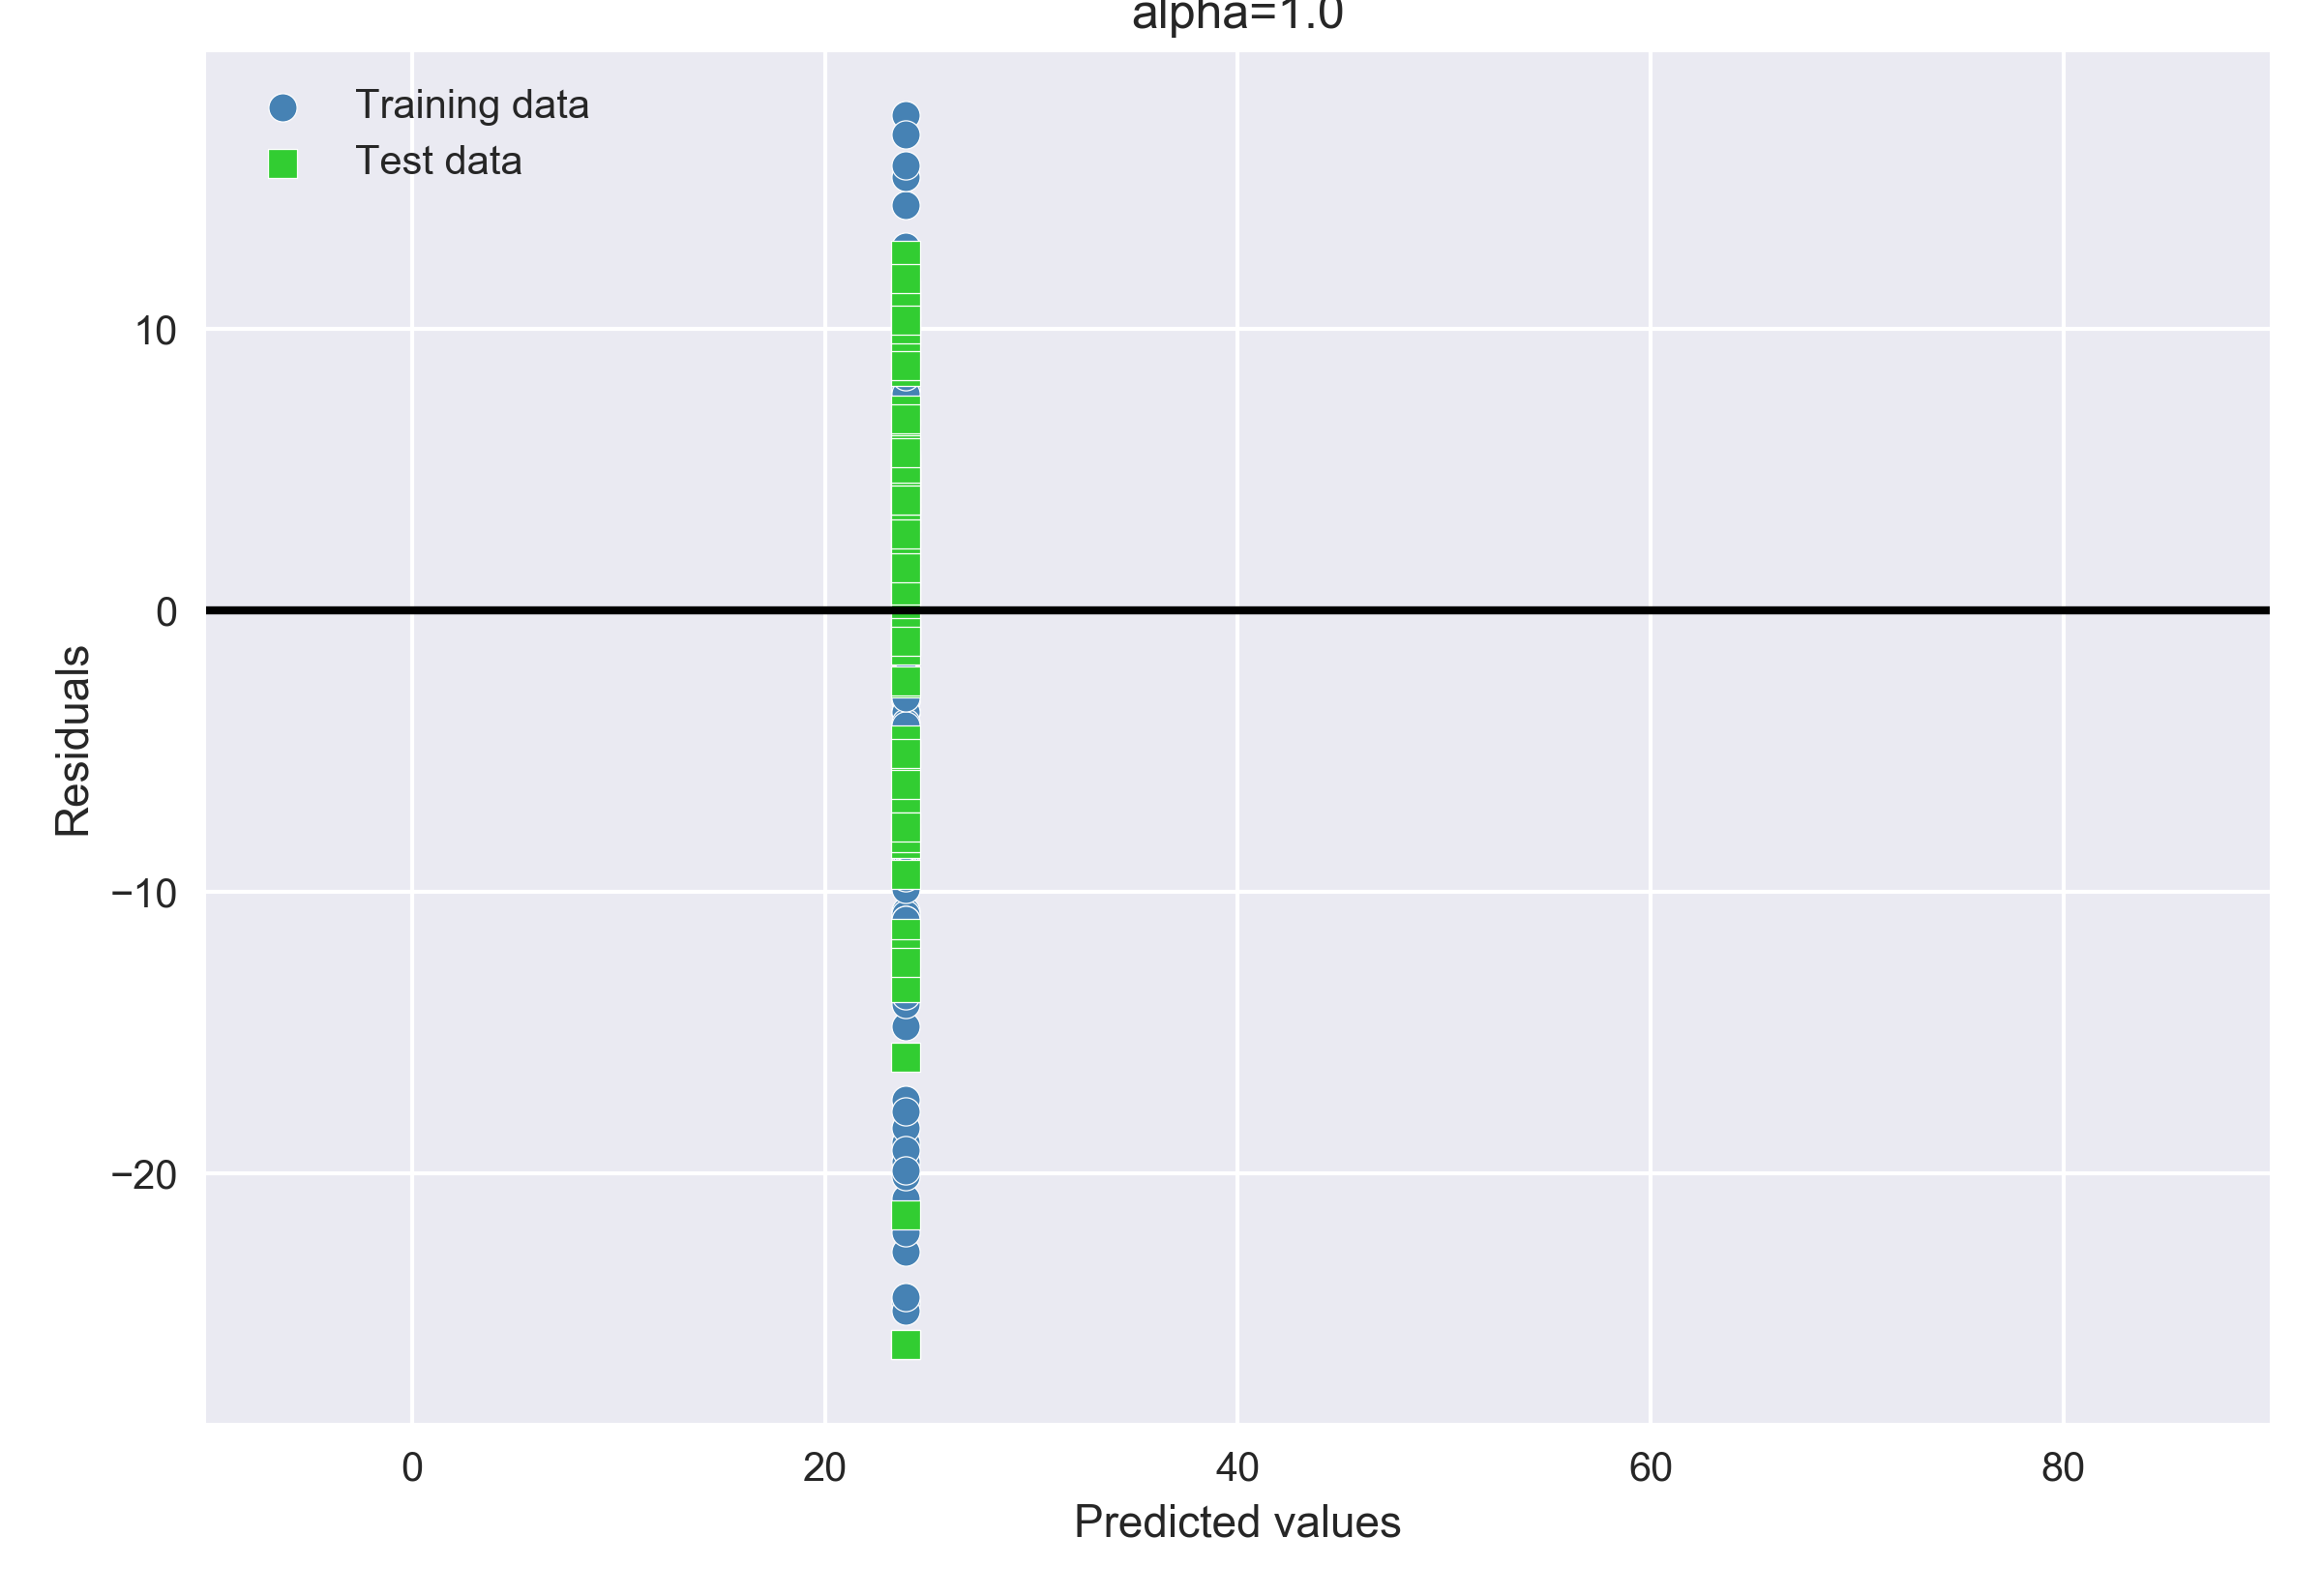 alpha=1.0
Training data
Test data
10
0
−10
−20
Residuals
0 20 40 60 80
Predicted values